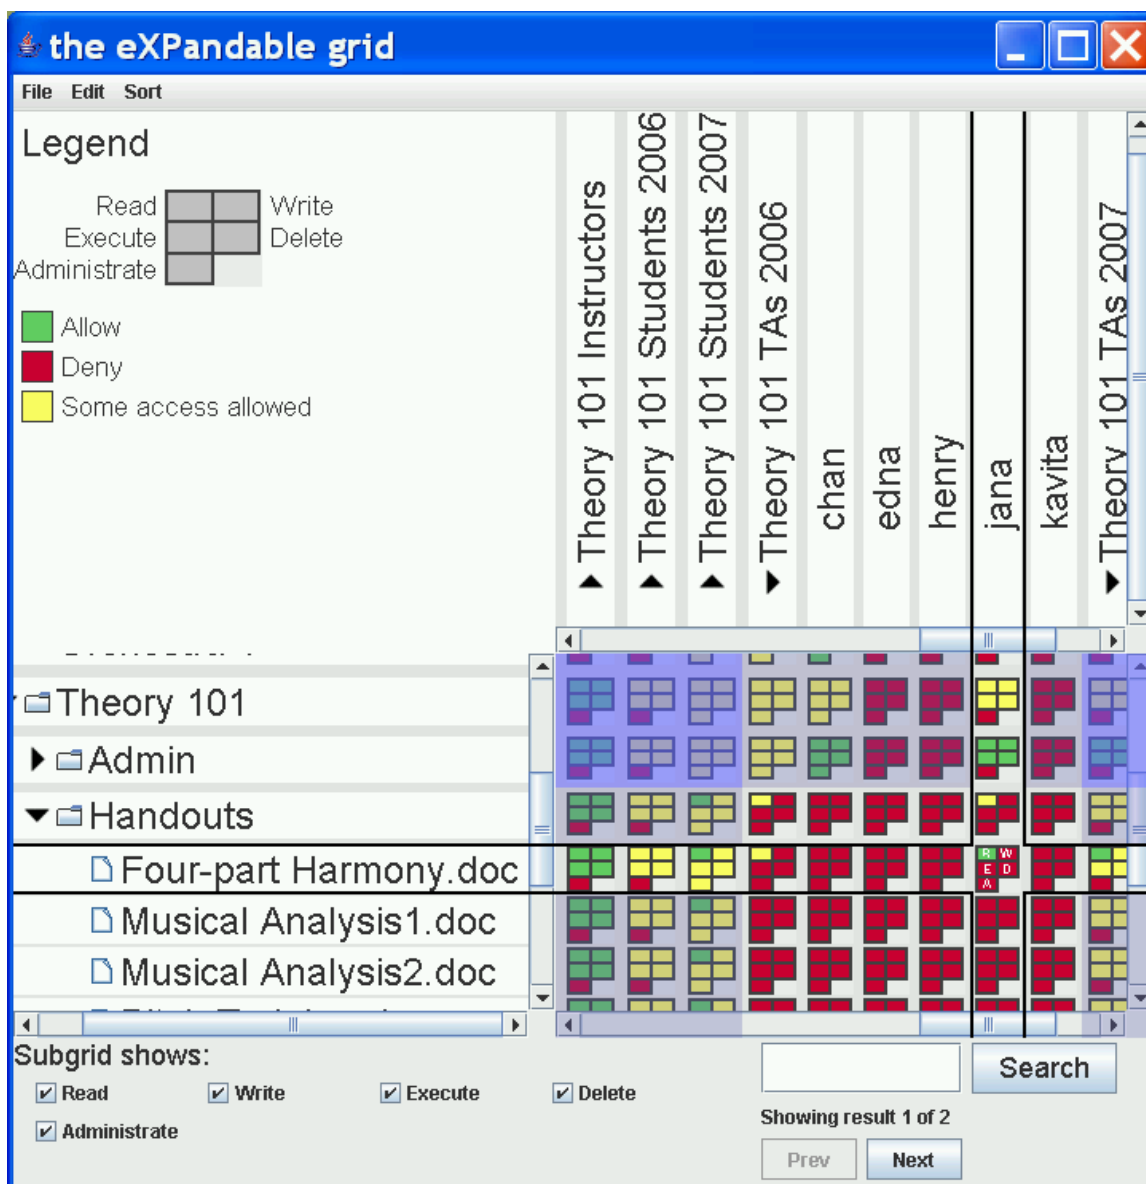 the eXPandable grid
File Edit Sort
Legend
Read Write
Execute Delete
Administrate
Allow
Deny
Some access allowed
Theory 101 Instructors
Theory 101 Students 2006
Theory 101 Students 2007
Theory 101 TAs 2006
chan
edna
henry
jana
kavita
Theory 101 TAs 2007
Theory 101
Admin
Handouts
Four-part Harmony.doc
R W
E D
A
Musical Analysis1.doc
Musical Analysis2.doc
Subgrid shows:
Read Write Execute Delete
Administrate
Search
Showing result 1 of 2
Prev Next